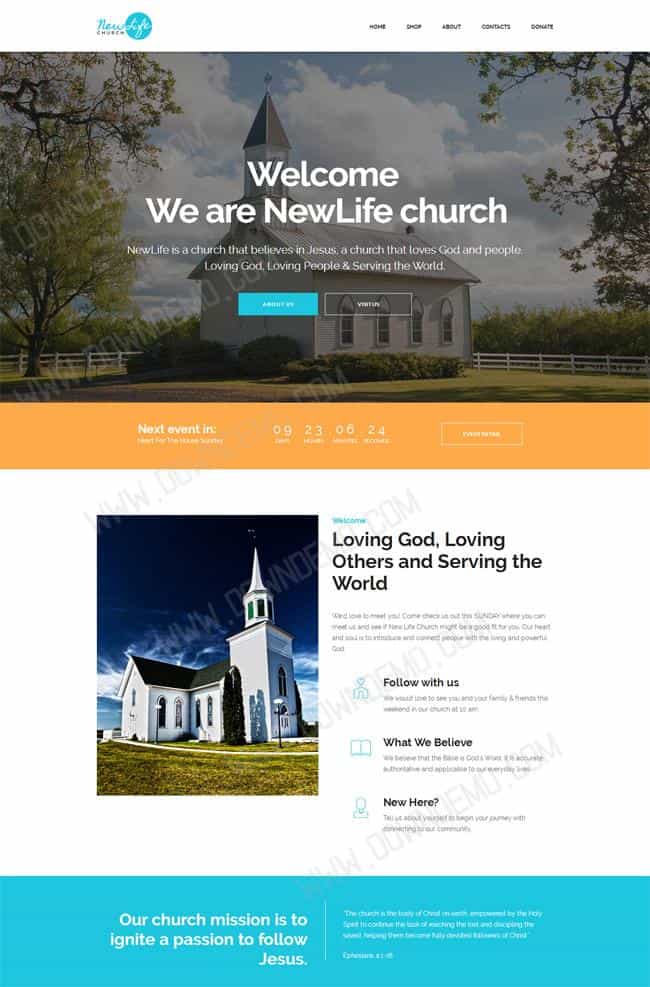 NewLife
CHURCH
HOME SHOP ABOUT CONTACTS DONATE
Welcome
We are NewLife church
NewLife is a church that believes in Jesus, a church that loves God and people.
Loving God, Loving People & Serving the World.
ABOUT US VISIT US
Next event in:
Heart For The House Sunday
09 23 06 24
DAYS HOURS MINUTES SECONDS
EVENT DETAIL
Welcome
Loving God, Loving
Others and Serving the
World
We'd love to meet you! Come check us out this SUNDAY where you can
meet us and see if New Life Church might be a good fit for you. Our heart
and soul is to introduce and connect people with the living and powerful
God.
Follow with us
We would love to see you and your family & friends this
weekend in our church at 10 am.
What We Believe
We believe that the Bible is God's Word. It is accurate,
authoritative and applicable to our everyday lives.
New Here?
Tell us about yourself to begin your journey with
connecting to our community.
Our church mission is to
ignite a passion to follow
Jesus.
"The church is the body of Christ on earth, empowered by the Holy
Spirit to continue the task of reaching the lost and discipling the
saved, helping them become fully devoted followers of Christ."
Ephesians 4:1-16
WWW.DOWNDEMO.COM
WWW.DOWNDEMO.COM
WWW.DOWNDEMO.COM
WWW.DOWNDEMO.COM